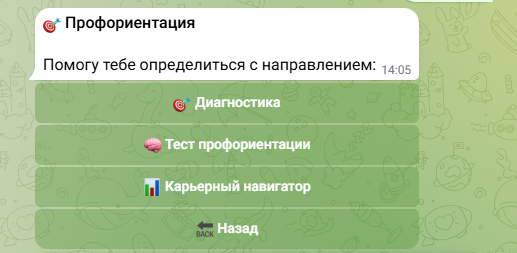 🎯 Профориентация
Помогу тебе определиться с направлением: 14:05
🎯 Диагностика
🧠 Тест профориентации
📊 Карьерный навигатор
🔙 Назад